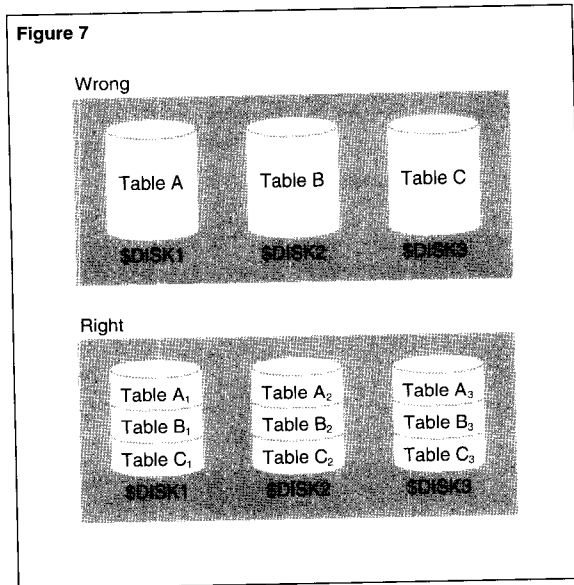 Figure 7
Wrong
Table A Table B Table C
$DISK1 $DISK2 $DISK3
Right
Table A₁ Table A₂ Table A₃
Table B₁ Table B₂ Table B₃
Table C₁ Table C₂ Table C₃
$DISK1 $DISK2 $DISK3